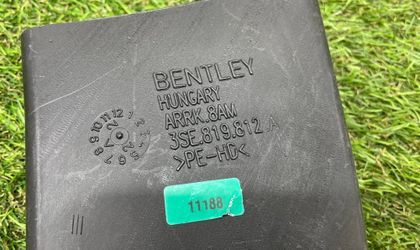 BENTLEY
HUNGARY
ARRK.8AM
3SE.819.812 A
>PE-HD<
11188